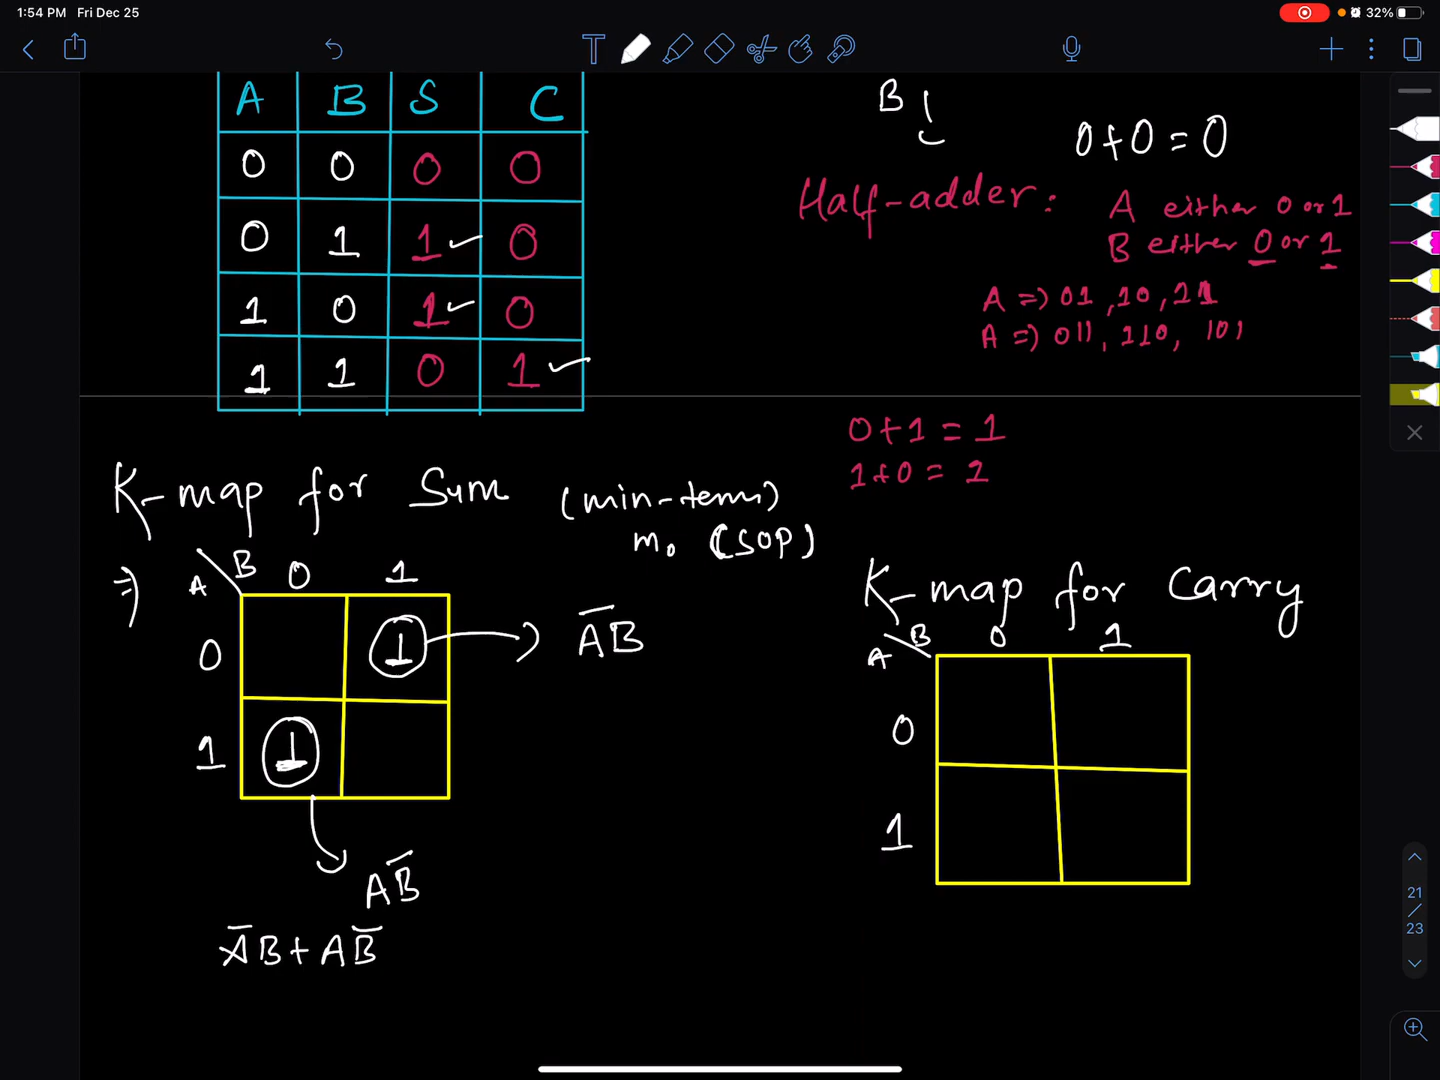 1:54 PM Fri Dec 25
32%
A B S C
0 0 0 0
0 1 1 0
1 0 1 0
1 1 0 1
B 1
0+0=0
Half-adder:
A either 0 or 1
B either 0 or 1
A => 01, 10, 11
A => 011, 110, 101
0+1=1
1+0=1
K-map for Sum (min-term)
m₀ (SOP)
=>
A B 0 1
0 1 → A̅B
1 1
AB̅
A̅B + AB̅
K-map for Carry
A B 0 1
0
1
21
/
23